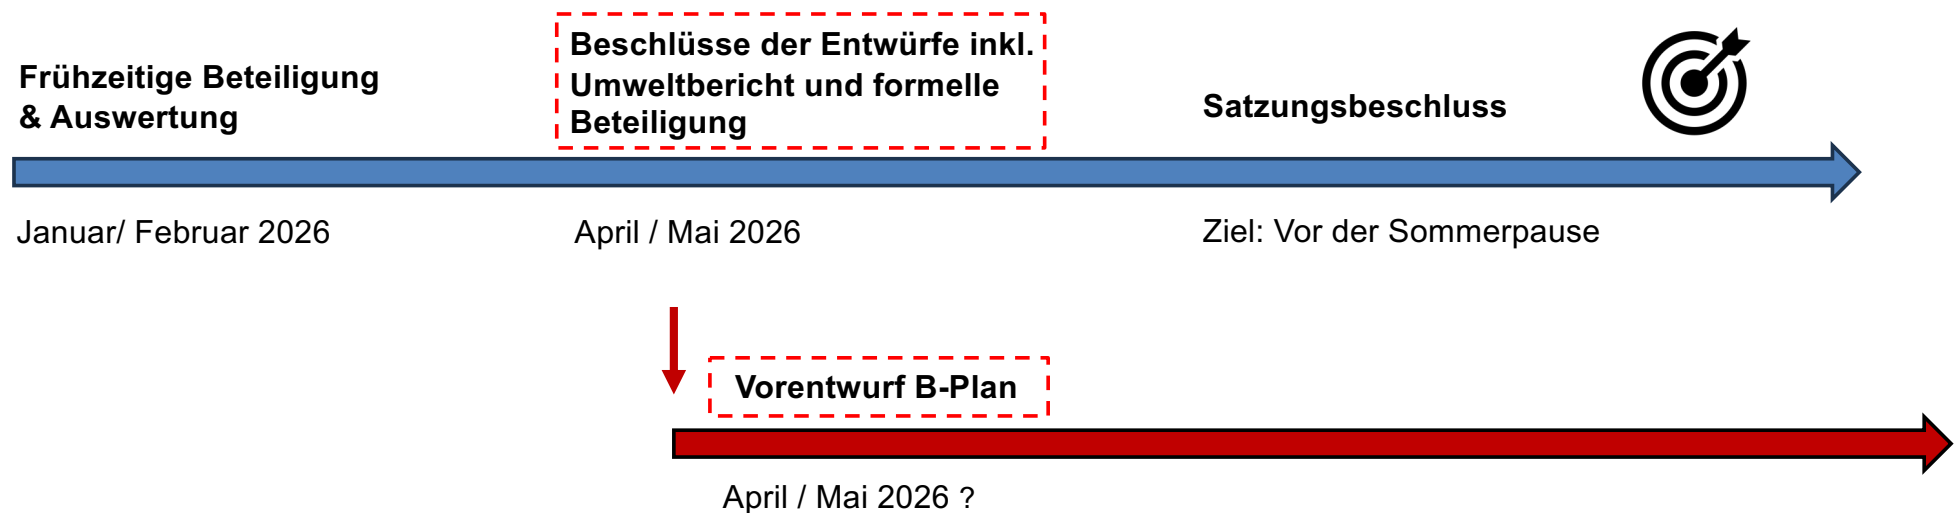 Frühzeitige Beteiligung
& Auswertung
Beschlüsse der Entwürfe inkl.
Umweltbericht und formelle
Beteiligung
Satzungsbeschluss
Januar/ Februar 2026
April / Mai 2026
Ziel: Vor der Sommerpause
Vorentwurf B-Plan
April / Mai 2026 ?